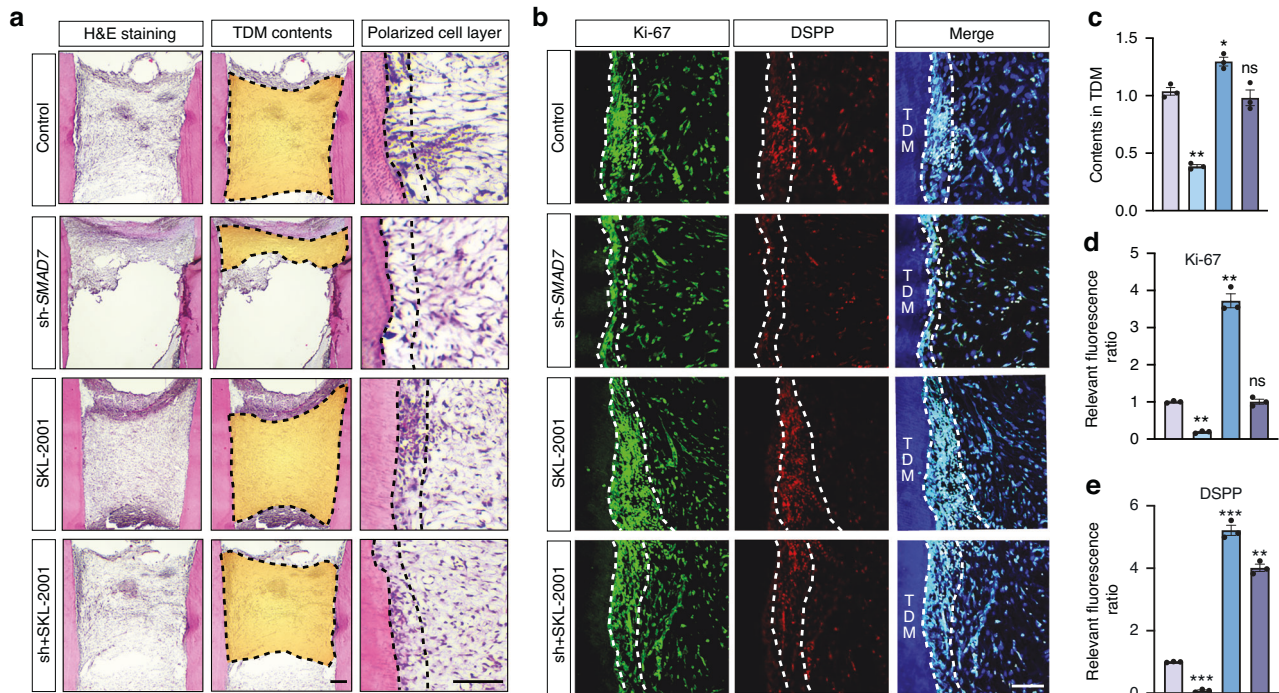 a
H&E staining
TDM contents
Polarized cell layer
Control
sh-SMAD7
SKL-2001
sh+SKL-2001
b
Ki-67
DSPP
Merge
Control
TDM
sh-SMAD7
TDM
SKL-2001
TDM
sh+SKL-2001
TDM
c
Contents in TDM
1.5
1.0
0.5
0.0
**
*
ns
d
Ki-67
Relevant fluorescence
ratio
5
4
3
2
1
0
**
**
ns
e
DSPP
Relevant fluorescence
ratio
6
4
2
0
***
***
**